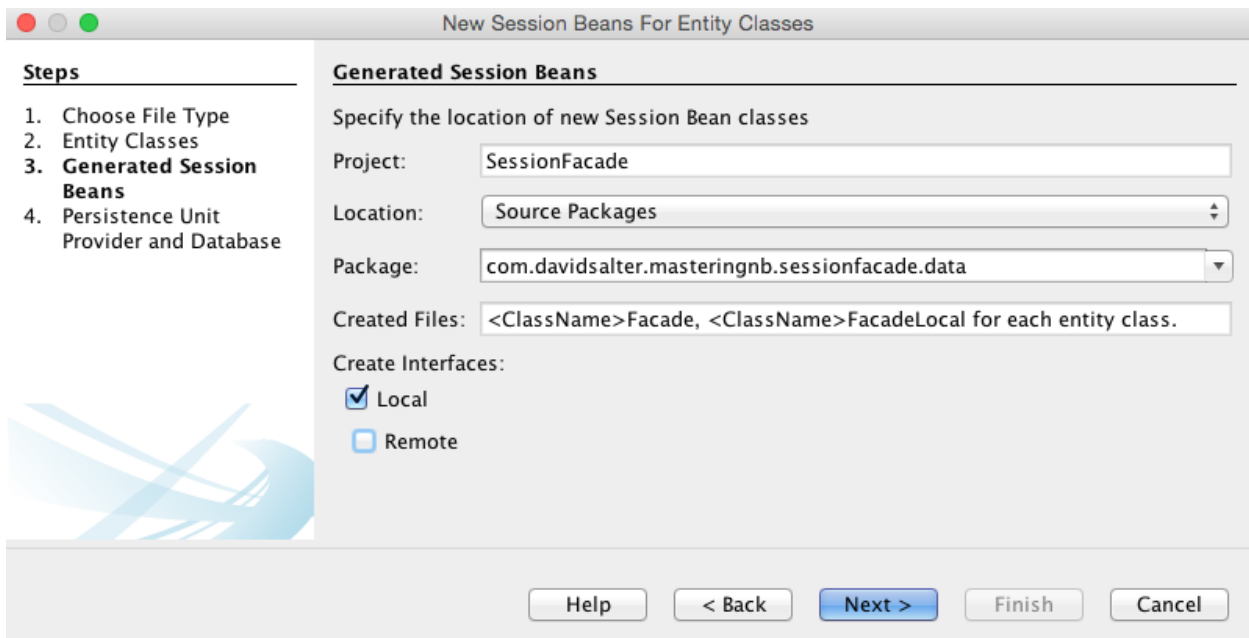 New Session Beans For Entity Classes
Steps
1. Choose File Type
2. Entity Classes
3. Generated Session
Beans
4. Persistence Unit
Provider and Database
Generated Session Beans
Specify the location of new Session Bean classes
Project: SessionFacade
Location: Source Packages
Package: com.davidsalter.masteringnb.sessionfacade.data
Created Files: <ClassName>Facade, <ClassName>FacadeLocal for each entity class.
Create Interfaces:
Local
Remote
Help < Back Next > Finish Cancel